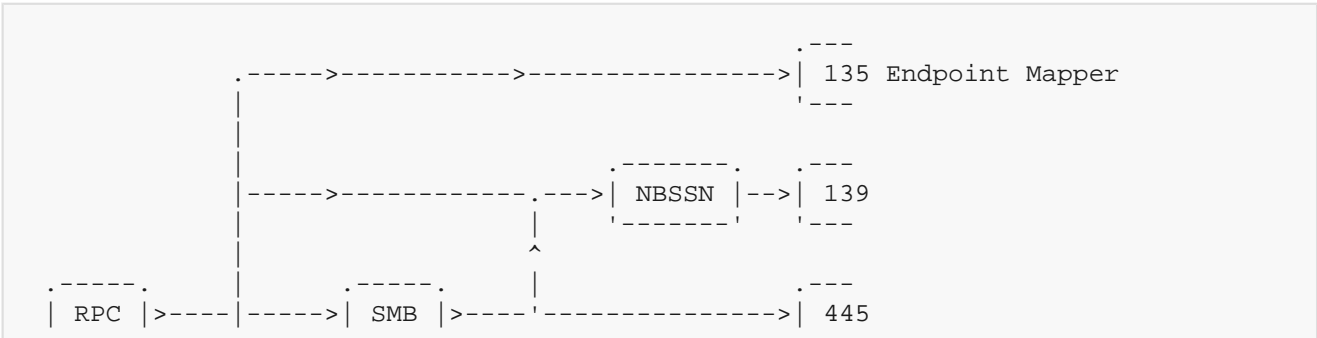 .---
.----->----------->---------------->| 135 Endpoint Mapper
| '---
|
| .-------. .---
|----->------------.--->| NBSSN |-->| 139
| | '-------' '---
| ^
.-----. | .-----. | .---
| RPC |>----|----->| SMB |>----'--------------->| 445